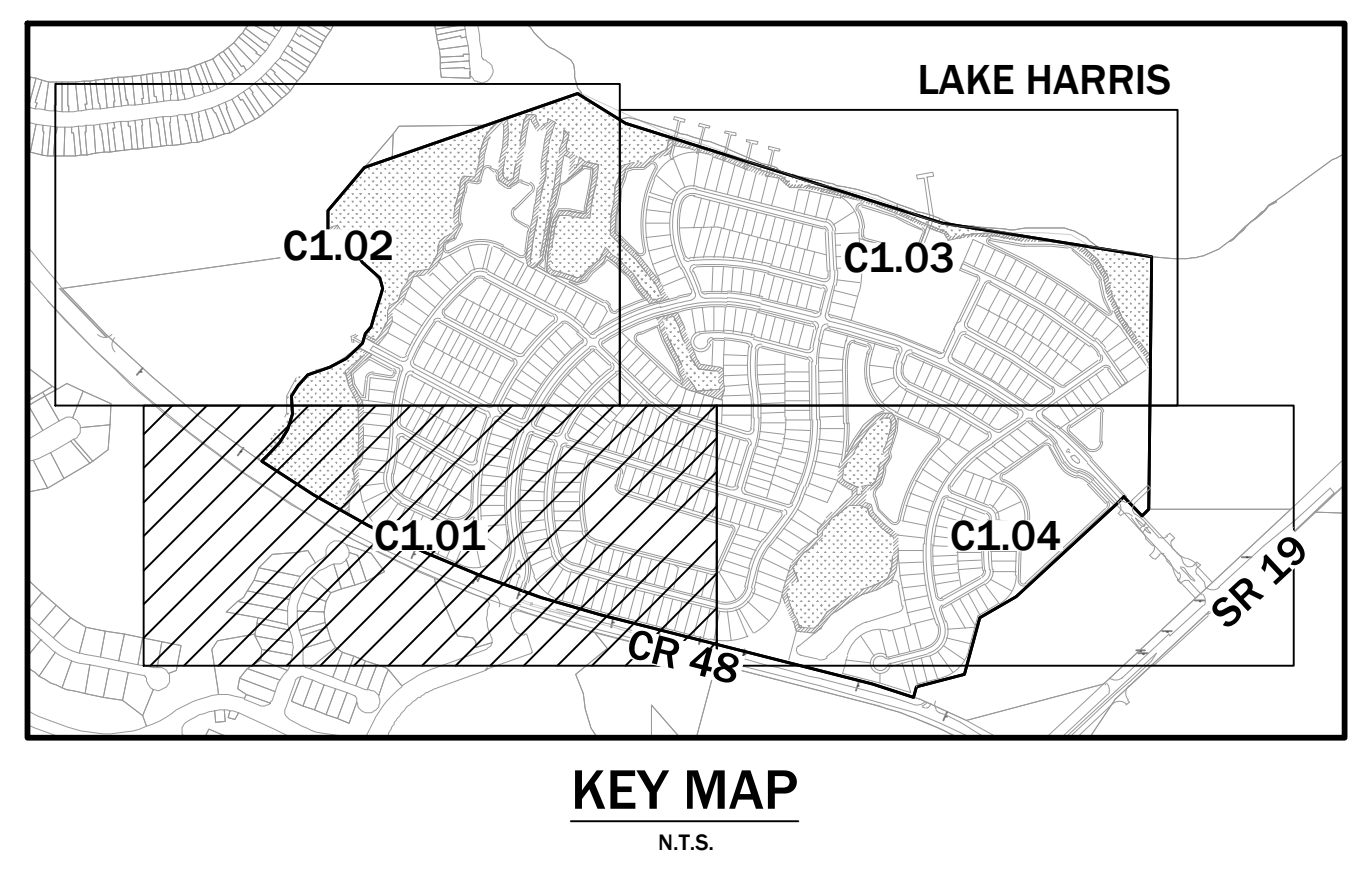 LAKE HARRIS
C1.02
C1.03
C1.01
C1.04
SR 19
CR 48
KEY MAP
N.T.S.